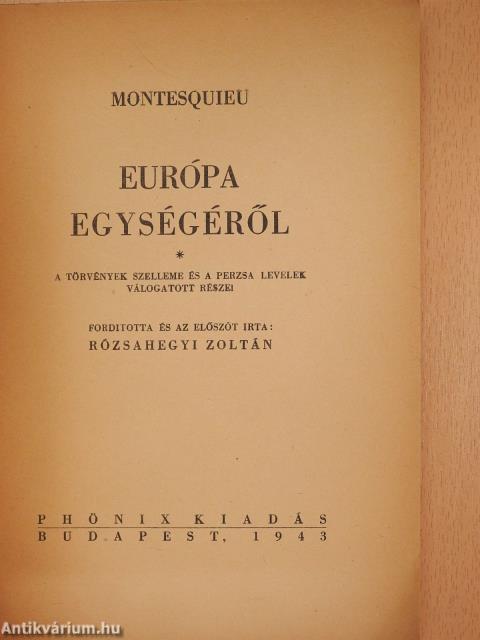 MONTESQUIEU
EURÓPA
EGYSÉGÉRŐL
*
A TÖRVÉNYEK SZELLEME ÉS A PERZSA LEVELEK
VÁLOGATOTT RÉSZEI
FORDITOTTA ÉS AZ ELŐSZÓT IRTA:
RÓZSAHEGYI ZOLTÁN
PHÖNIX KIADÁS
BUDAPEST, 1943
Antikvárium.hu